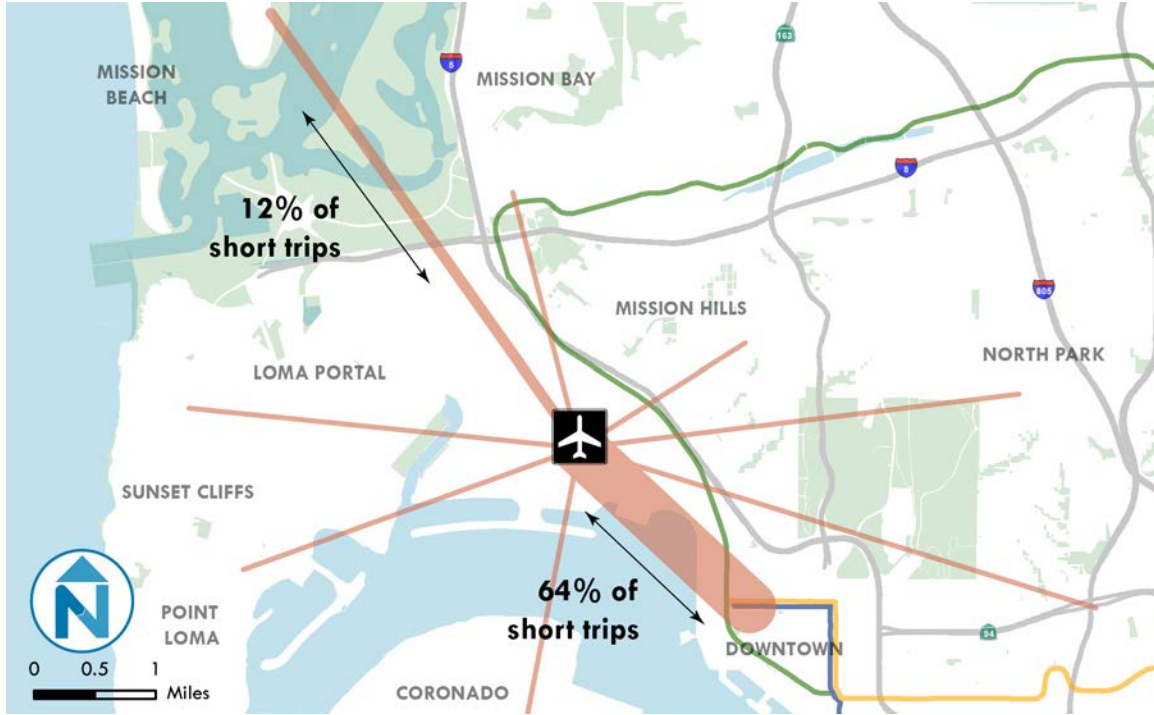 163
5
MISSION
BEACH
MISSION BAY
8
12% of
short trips
805
MISSION HILLS
NORTH PARK
LOMA PORTAL
SUNSET CLIFFS
N
64% of
short trips
POINT
LOMA
94
DOWNTOWN
0 0.5 1
Miles
CORONADO